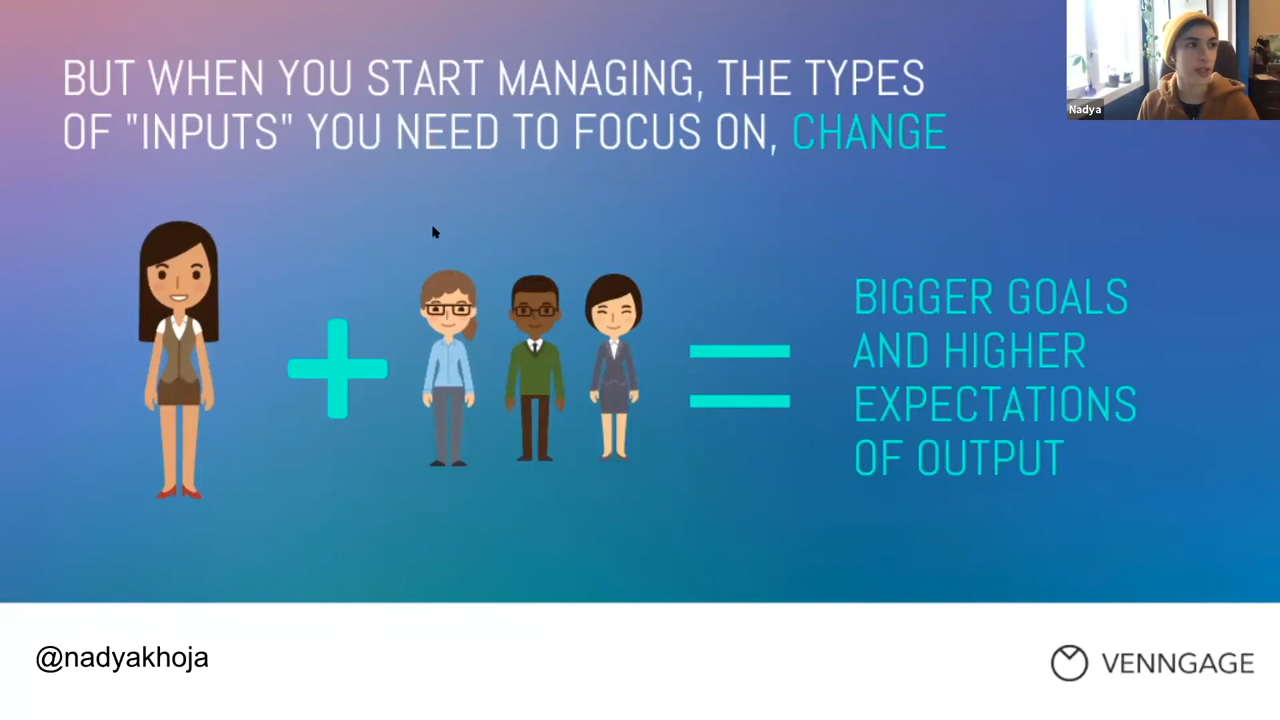 BUT WHEN YOU START MANAGING, THE TYPES
OF "INPUTS" YOU NEED TO FOCUS ON, CHANGE
Nadya
BIGGER GOALS
AND HIGHER
EXPECTATIONS
OF OUTPUT
@nadyakhoja
VENNGAGE